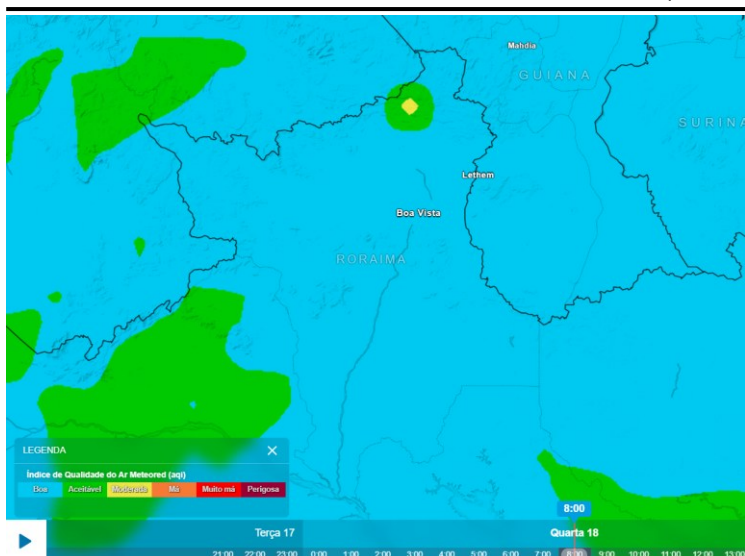 Mahdia
GUIANA
SURINA
Lethem
Boa Vista
RORAIMA
LEGENDA
Índice de Qualidade do Ar Meteored (aqi)
Boa Aceitável Moderada Má Muito má Perigosa
8:00
Terça 17 Quarta 18
21:00 22:00 23:00 0:00 1:00 2:00 3:00 4:00 5:00 6:00 7:00 8:00 9:00 10:00 11:00 12:00 13:00